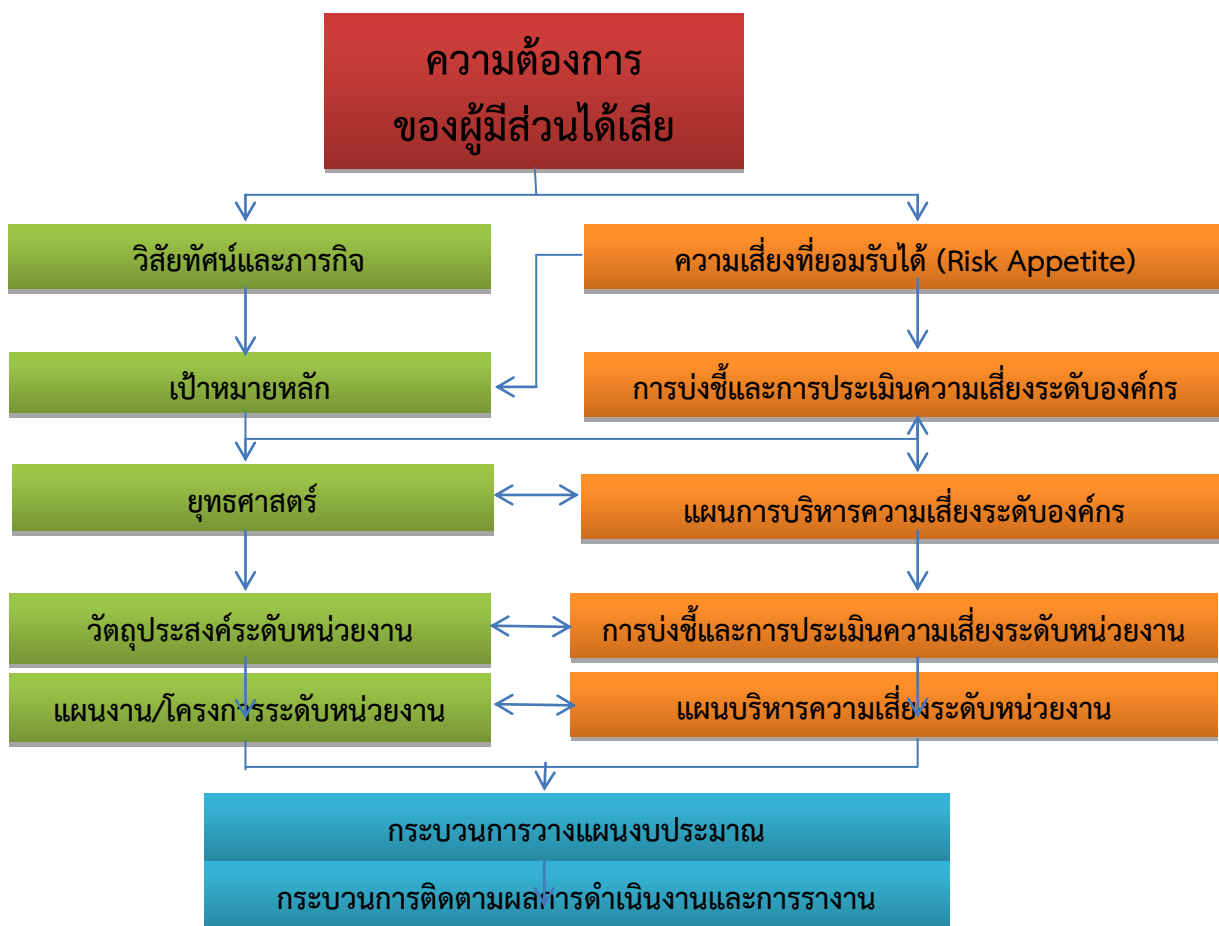 ความต้องการ
ของผู้มีส่วนได้เสีย
วิสัยทัศน์และภารกิจ
ความเสี่ยงที่ยอมรับได้ (Risk Appetite)
เป้าหมายหลัก
การบ่งชี้และการประเมินความเสี่ยงระดับองค์กร
ยุทธศาสตร์
แผนการบริหารความเสี่ยงระดับองค์กร
วัตถุประสงค์ระดับหน่วยงาน
การบ่งชี้และการประเมินความเสี่ยงระดับหน่วยงาน
แผนงาน/โครงการระดับหน่วยงาน
แผนบริหารความเสี่ยงระดับหน่วยงาน
กระบวนการวางแผนงบประมาณ
กระบวนการติดตามผลการดำเนินงานและการรางาน